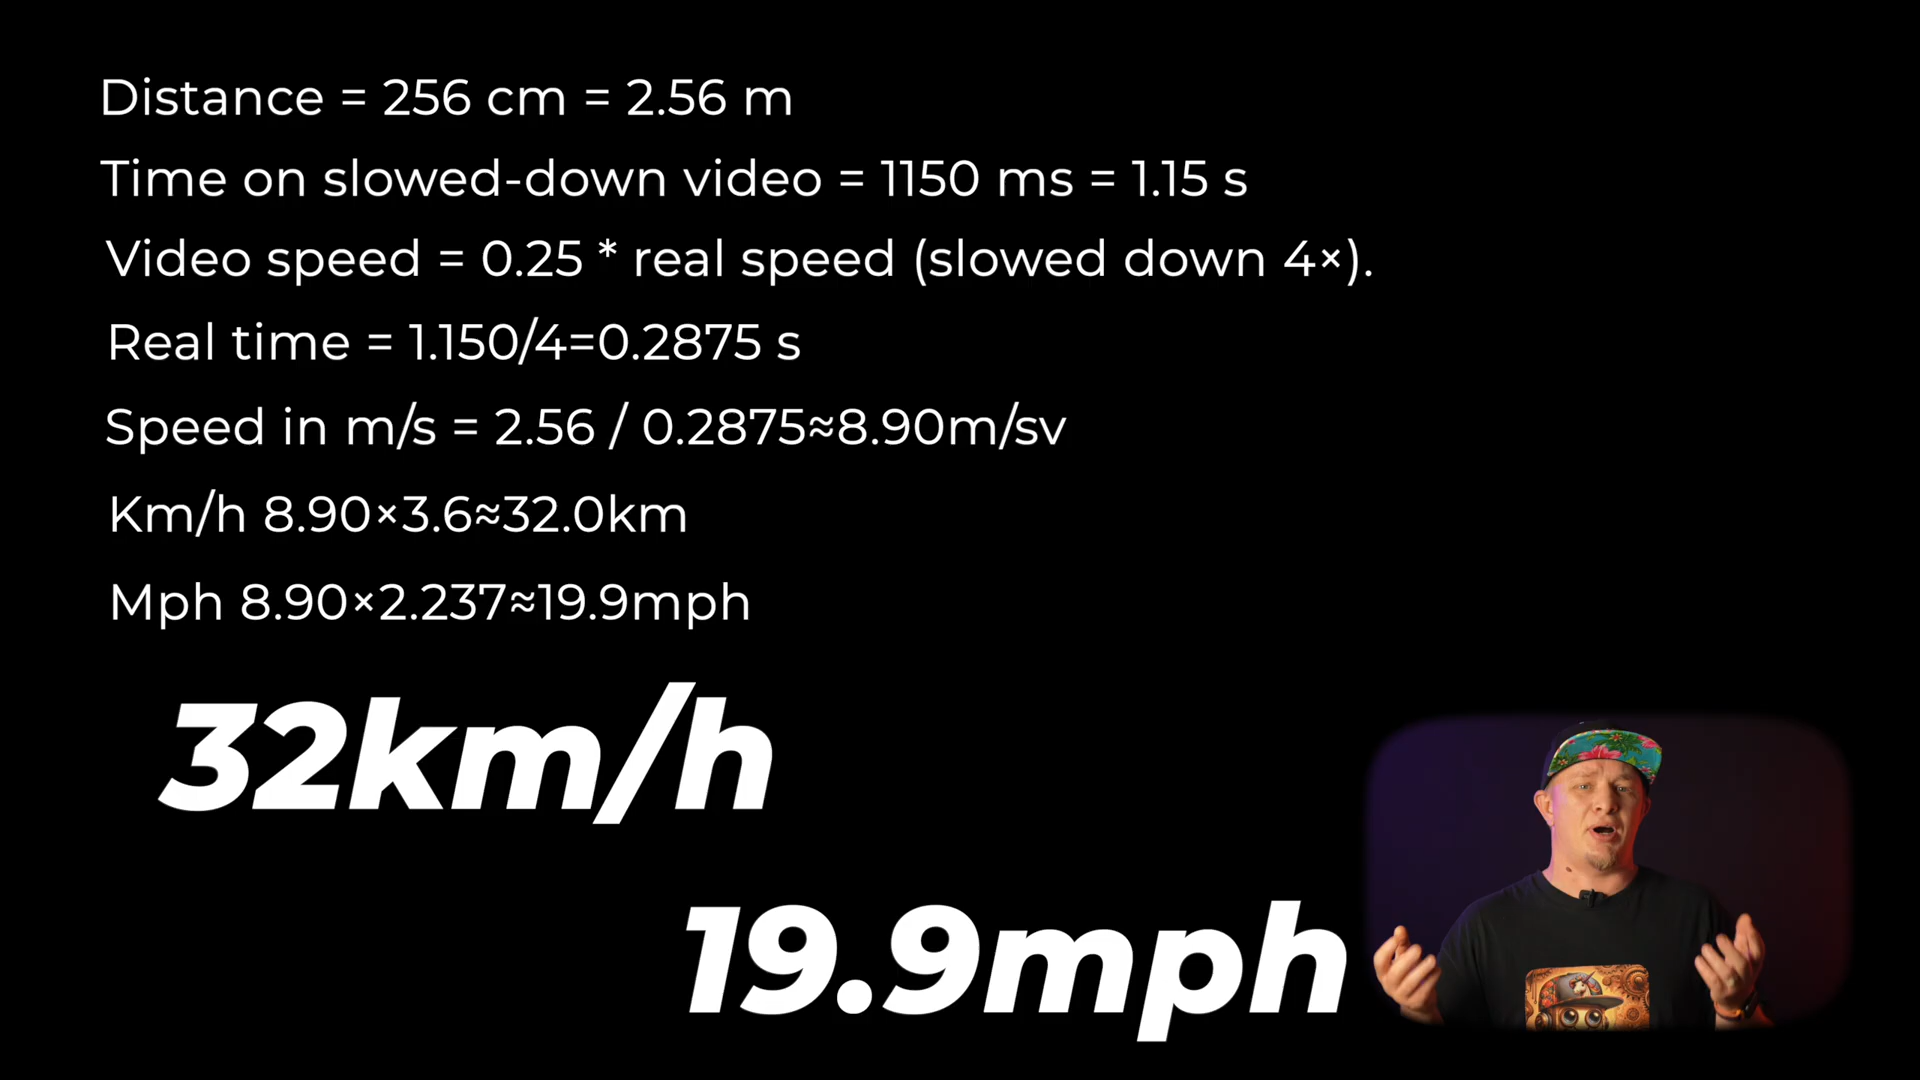 Distance = 256 cm = 2.56 m
Time on slowed-down video = 1150 ms = 1.15 s
Video speed = 0.25 * real speed (slowed down 4×).
Real time = 1.150/4=0.2875 s
Speed in m/s = 2.56 / 0.2875≈8.90m/sv
Km/h 8.90×3.6≈32.0km
Mph 8.90×2.237≈19.9mph
32km/h
19.9mph